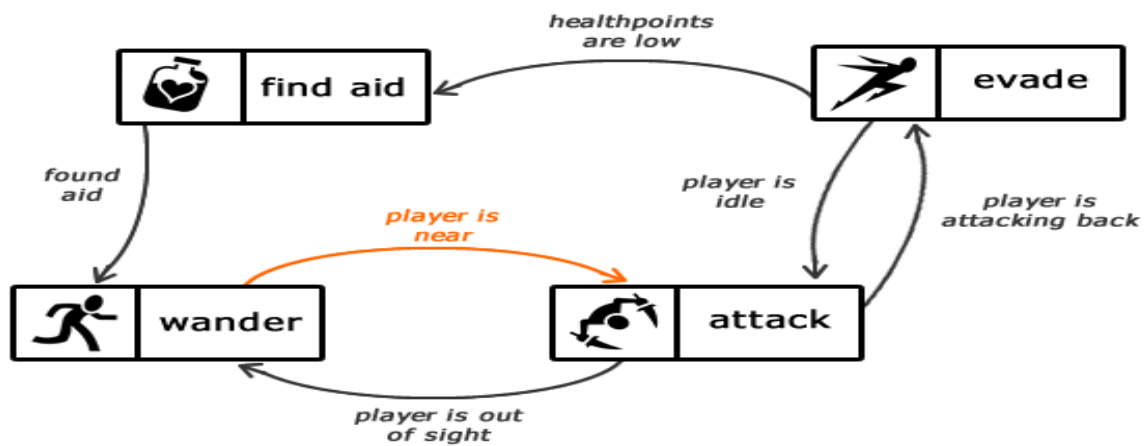 healthpoints
are low
find aid
evade
found
aid
player is
idle
player is
attacking back
player is
near
wander
attack
player is out
of sight